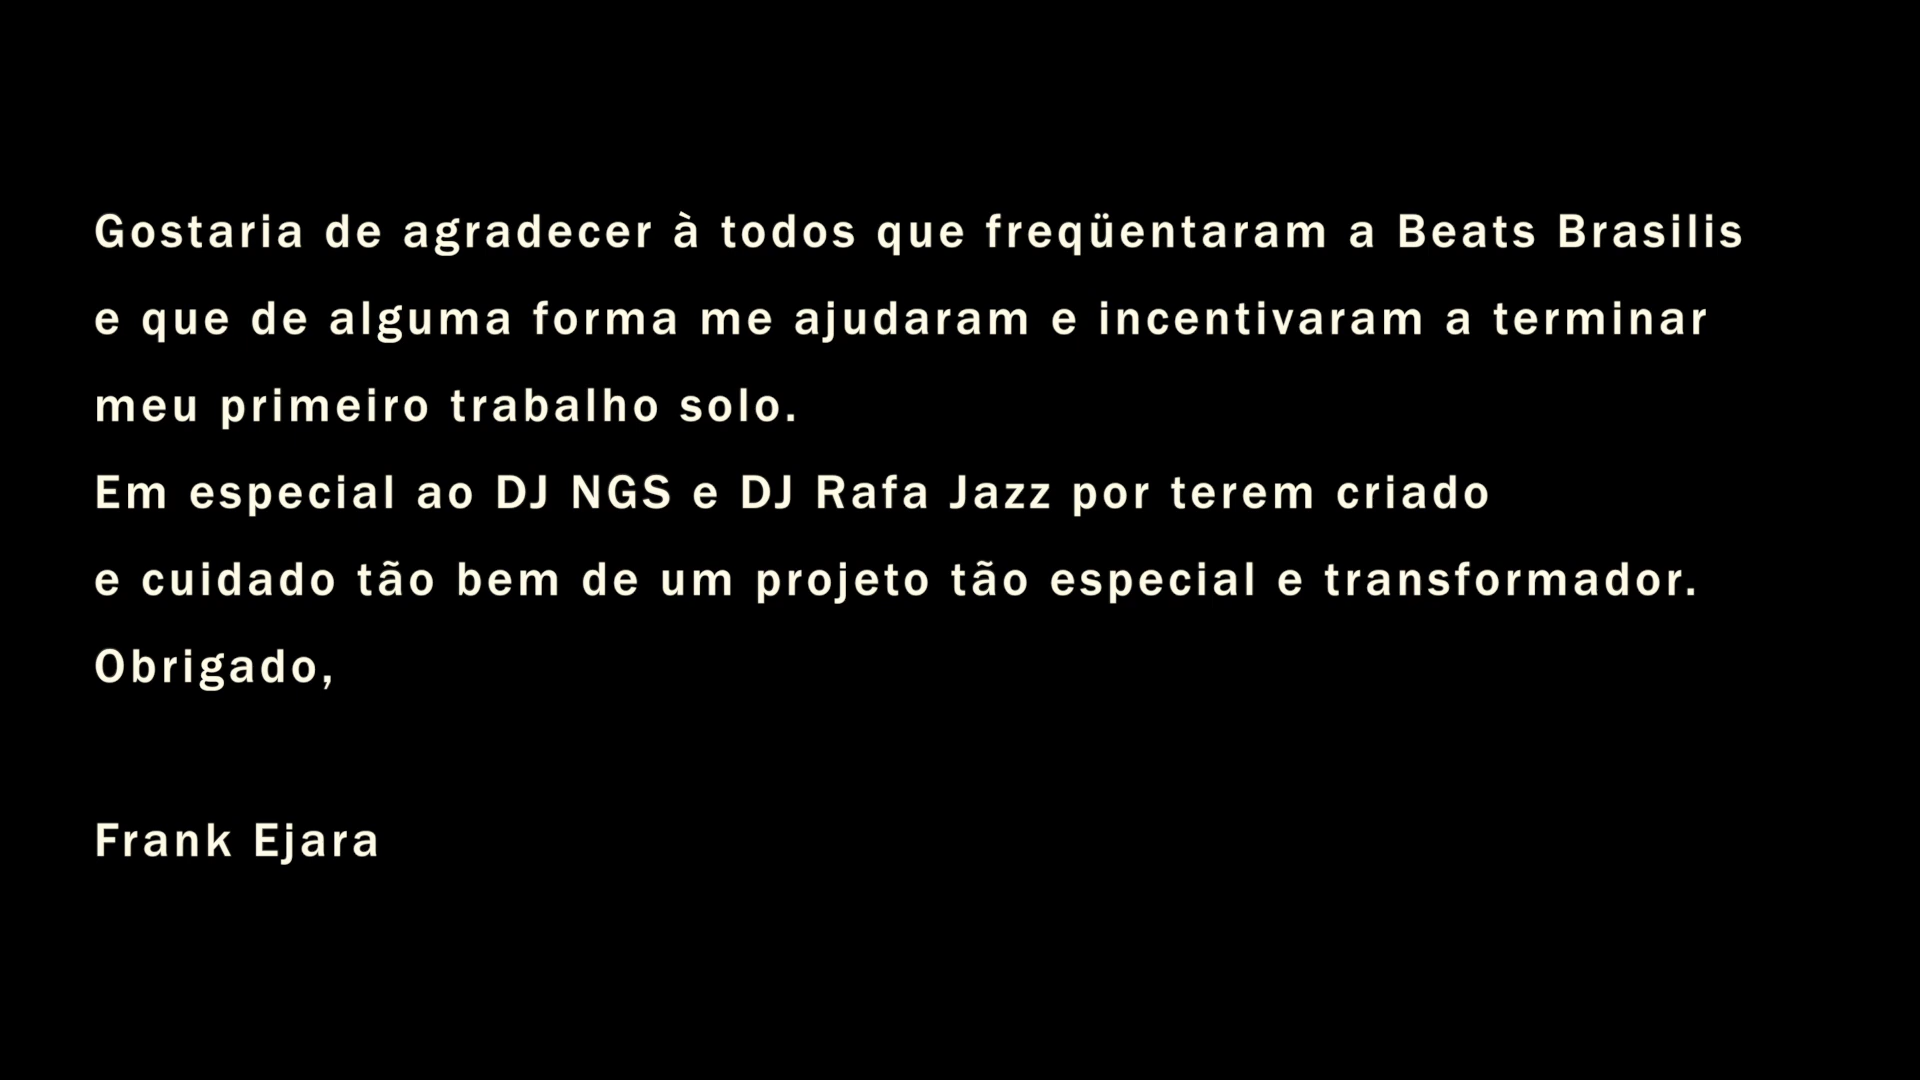 Gostaria de agradecer à todos que freqüentaram a Beats Brasilis
e que de alguma forma me ajudaram e incentivaram a terminar
meu primeiro trabalho solo.
Em especial ao DJ NGS e DJ Rafa Jazz por terem criado
e cuidado tão bem de um projeto tão especial e transformador.
Obrigado,
Frank Ejara